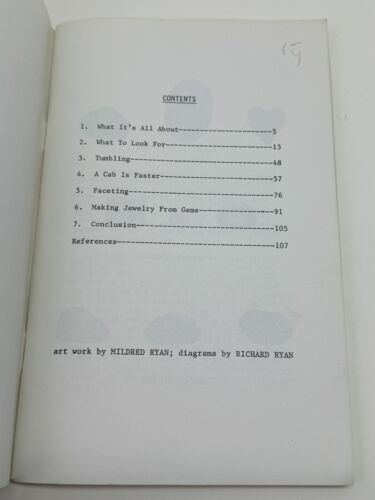 CONTENTS
1. What It's All About----------------------5
2. What To Look For-------------------------13
3. Tumbling---------------------------------48
4. A Cab Is Faster--------------------------57
5. Faceting---------------------------------76
6. Making Jewelry From Gems-----------------91
7. Conclusion-------------------------------105
References-----------------------------------107
art work by MILDRED RYAN; diagrams by RICHARD RYAN